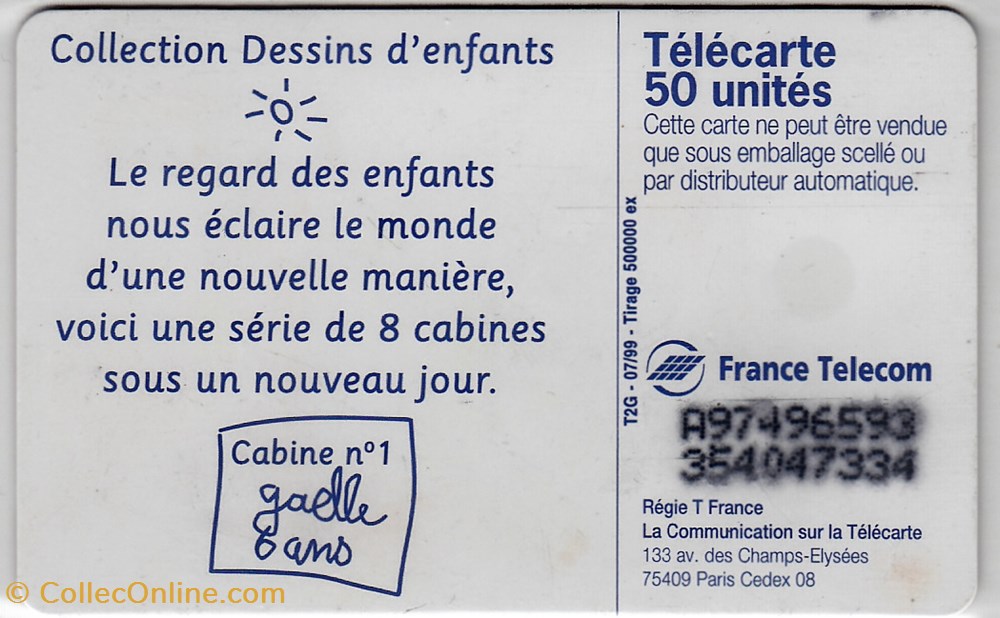 Collection Dessins d'enfants
Le regard des enfants
nous éclaire le monde
d'une nouvelle manière,
voici une série de 8 cabines
sous un nouveau jour.
Cabine nº1
gaelle
6 ans
T2G - 07/99 - Tirage 500000 ex
Télécarte
50 unités
Cette carte ne peut être vendue
que sous emballage scellé ou
par distributeur automatique.
France Telecom
A97496593
354047334
Régie T France
La Communication sur la Télécarte
133 av. des Champs-Elysées
75409 Paris Cedex 08
© CollecOnline.com